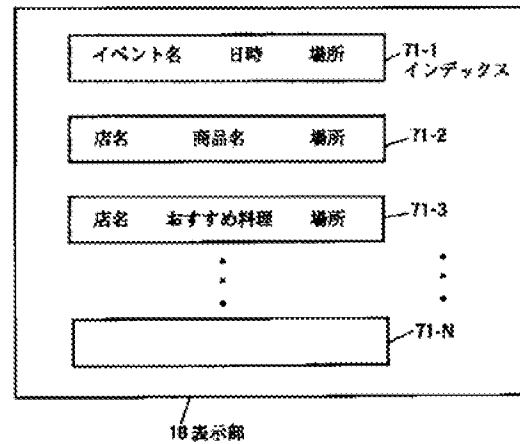 イベント名 日時 場所 71-1
インデックス
店名 商品名 場所 71-2
店名 おすすめ料理 場所 71-3
71-N
18 表示部